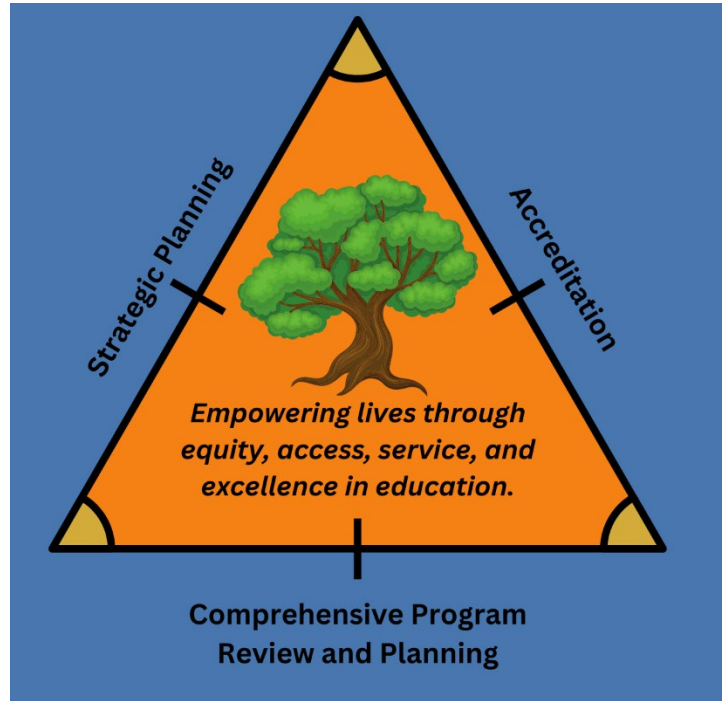 Strategic Planning
Accreditation
Empowering lives through
equity, access, service, and
excellence in education.
Comprehensive Program
Review and Planning